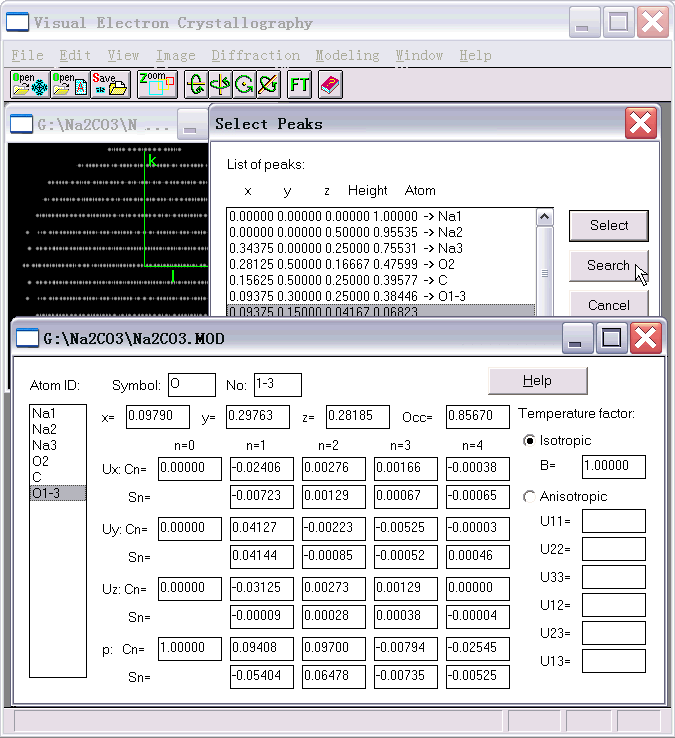 Visual Electron Crystallography
File Edit View Image Diffraction Modeling Window Help
Open Open Save Zoom FT
G:\Na2CO3\N ...
k
l
Select Peaks
List of peaks:
x y z Height Atom
0.00000 0.00000 0.00000 1.00000 -> Na1
0.00000 0.00000 0.50000 0.95535 -> Na2
0.34375 0.00000 0.25000 0.75531 -> Na3
0.28125 0.50000 0.16667 0.47599 -> O2
0.15625 0.50000 0.25000 0.39577 -> C
0.09375 0.30000 0.25000 0.38446 -> O1-3
0.09375 0.15000 0.04167 0.06823
Select
Search
Cancel
G:\Na2CO3\Na2CO3.MOD
Atom ID: Symbol: O No: 1-3 Help
Na1
Na2
Na3
O2
C
O1-3
x= 0.09790 y= 0.29763 z= 0.28185 Occ= 0.85670
n=0 n=1 n=2 n=3 n=4
Ux: Cn= 0.00000 -0.02406 0.00276 0.00166 -0.00038
Sn= -0.00723 0.00129 0.00067 -0.00065
Uy: Cn= 0.00000 0.04127 -0.00223 -0.00525 -0.00003
Sn= 0.04144 -0.00085 -0.00052 0.00046
Uz: Cn= 0.00000 -0.03125 0.00273 0.00129 0.00000
Sn= -0.00009 0.00028 0.00038 -0.00004
p: Cn= 1.00000 0.09408 0.09700 -0.00794 -0.02545
Sn= -0.05404 0.06478 -0.00735 -0.00525
Temperature factor:
Isotropic
B= 1.00000
Anisotropic
U11=
U22=
U33=
U12=
U23=
U13=